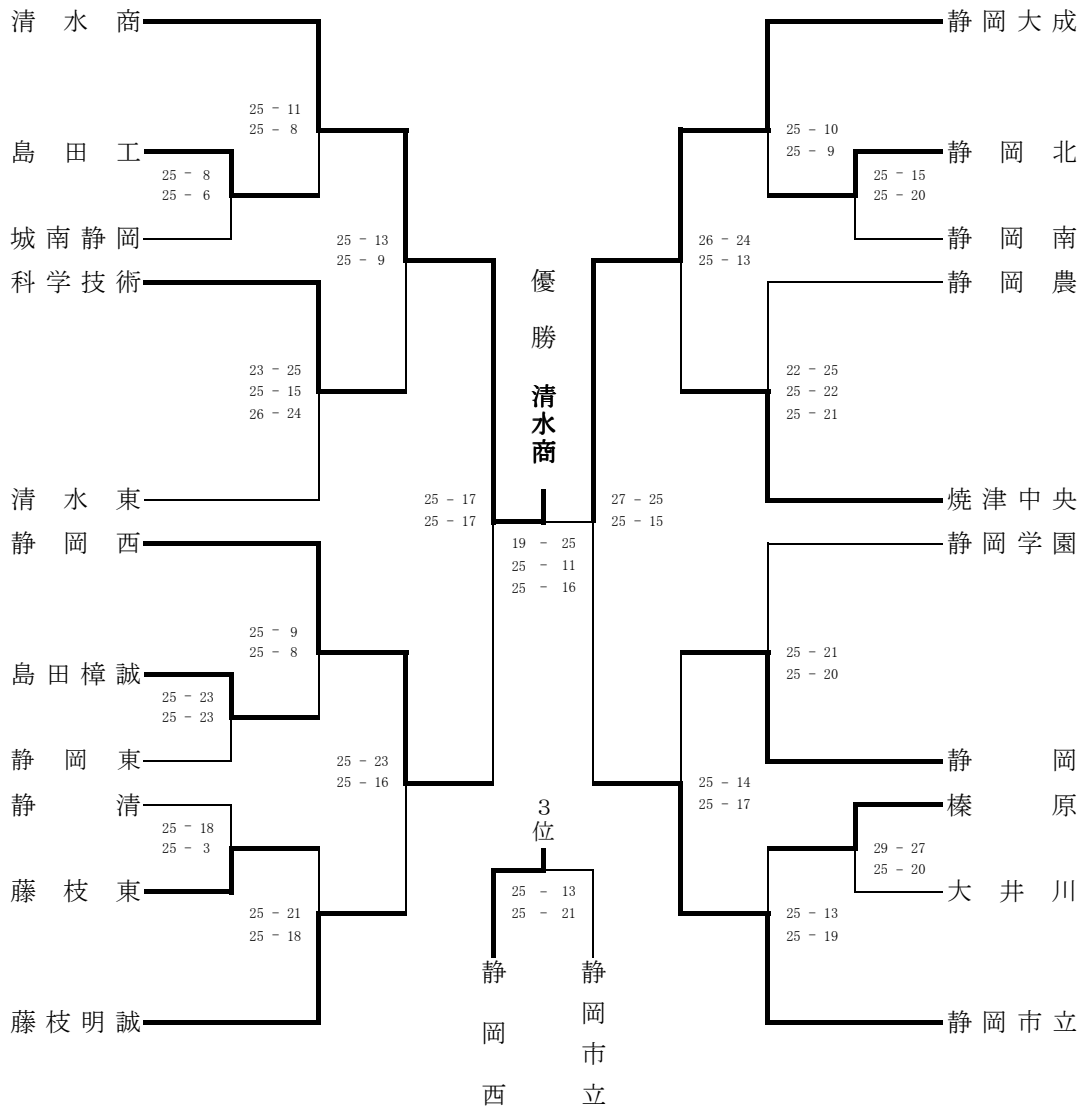 清水商
25 - 11
25 - 8
島田工
25 - 8
25 - 6
城南静岡
25 - 13
25 - 9
科学技術
23 - 25
25 - 15
26 - 24
清水東
25 - 17
25 - 17
静岡西
25 - 9
25 - 8
島田樟誠
25 - 23
25 - 23
静岡東
25 - 23
25 - 16
静清
25 - 18
25 - 3
藤枝東
25 - 21
25 - 18
藤枝明誠
優勝 清水商
19 - 25
25 - 11
25 - 16
3位
25 - 13
25 - 21
静岡西
静岡市立
静岡大成
25 - 10
25 - 9
静岡北
25 - 15
25 - 20
静岡南
26 - 24
25 - 13
静岡農
22 - 25
25 - 22
25 - 21
焼津中央
27 - 25
25 - 15
静岡学園
25 - 21
25 - 20
静岡
25 - 14
25 - 17
榛原
29 - 27
25 - 20
大井川
25 - 13
25 - 19
静岡市立